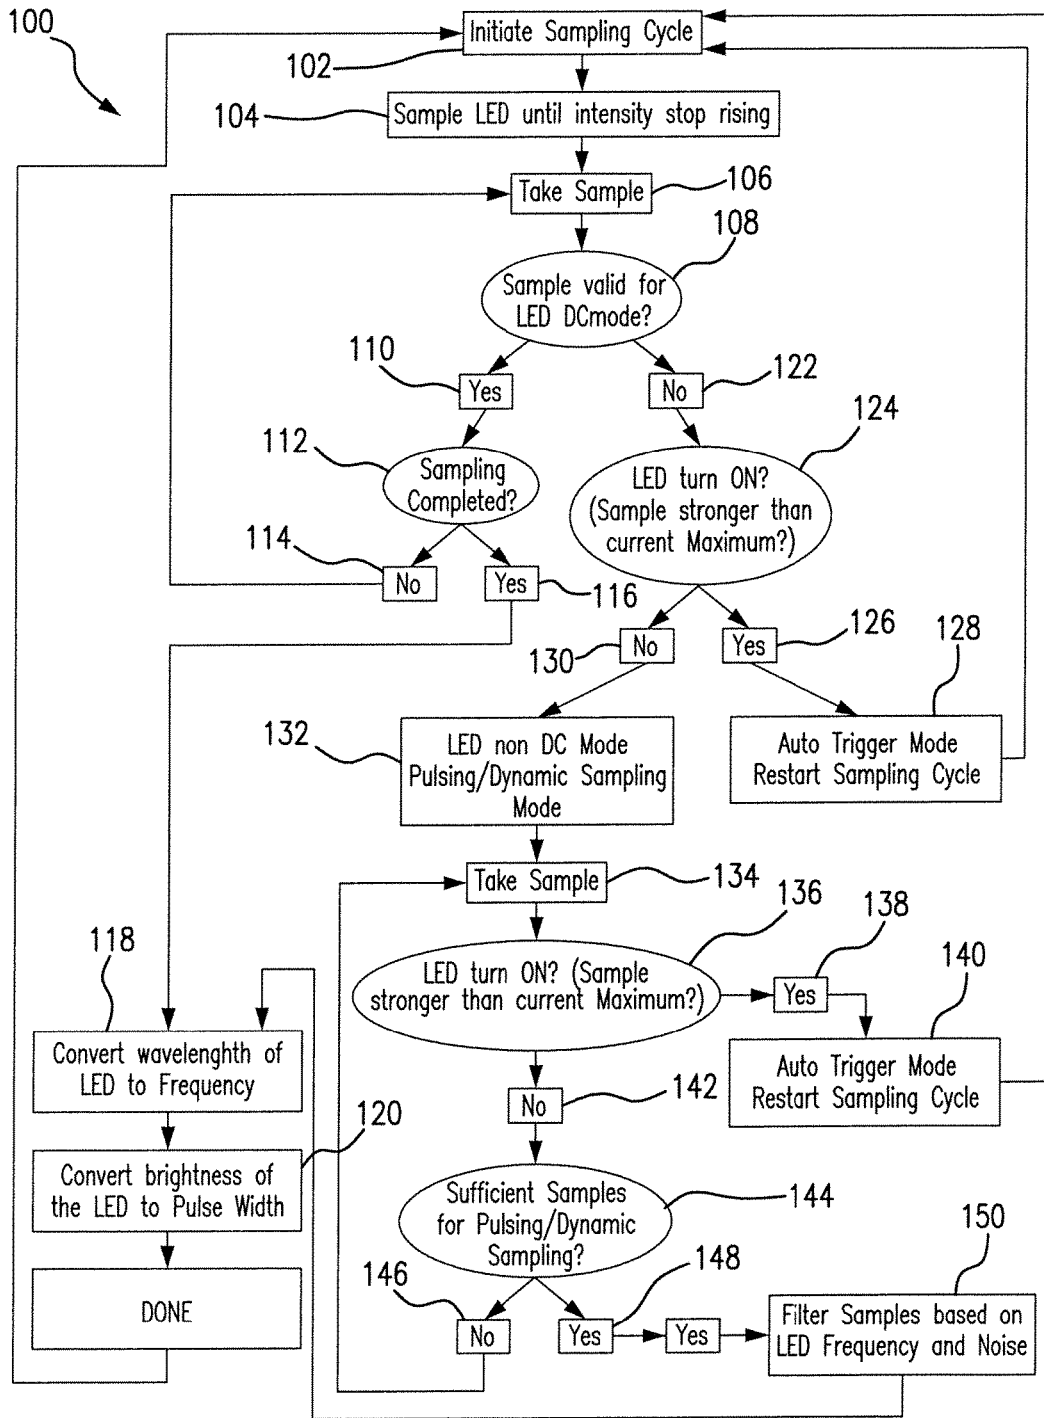 100
Initiate Sampling Cycle
102
104
Sample LED until intensity stop rising
Take Sample
106
108
Sample valid for
LED DCmode?
110
Yes
No
122
112
Sampling
Completed?
124
LED turn ON?
(Sample stronger than
current Maximum?)
114
No
Yes
116
130
No
Yes
126
128
132
LED non DC Mode
Pulsing/Dynamic Sampling
Mode
Auto Trigger Mode
Restart Sampling Cycle
Take Sample
134
136
LED turn ON? (Sample
stronger than current Maximum?)
138
Yes
140
Auto Trigger Mode
Restart Sampling Cycle
118
Convert wavelenghth of
LED to Frequency
No
142
120
Convert brightness of
the LED to Pulse Width
Sufficient Samples
for Pulsing/Dynamic
Sampling?
144
DONE
146
No
Yes
148
Yes
150
Filter Samples based on
LED Frequency and Noise